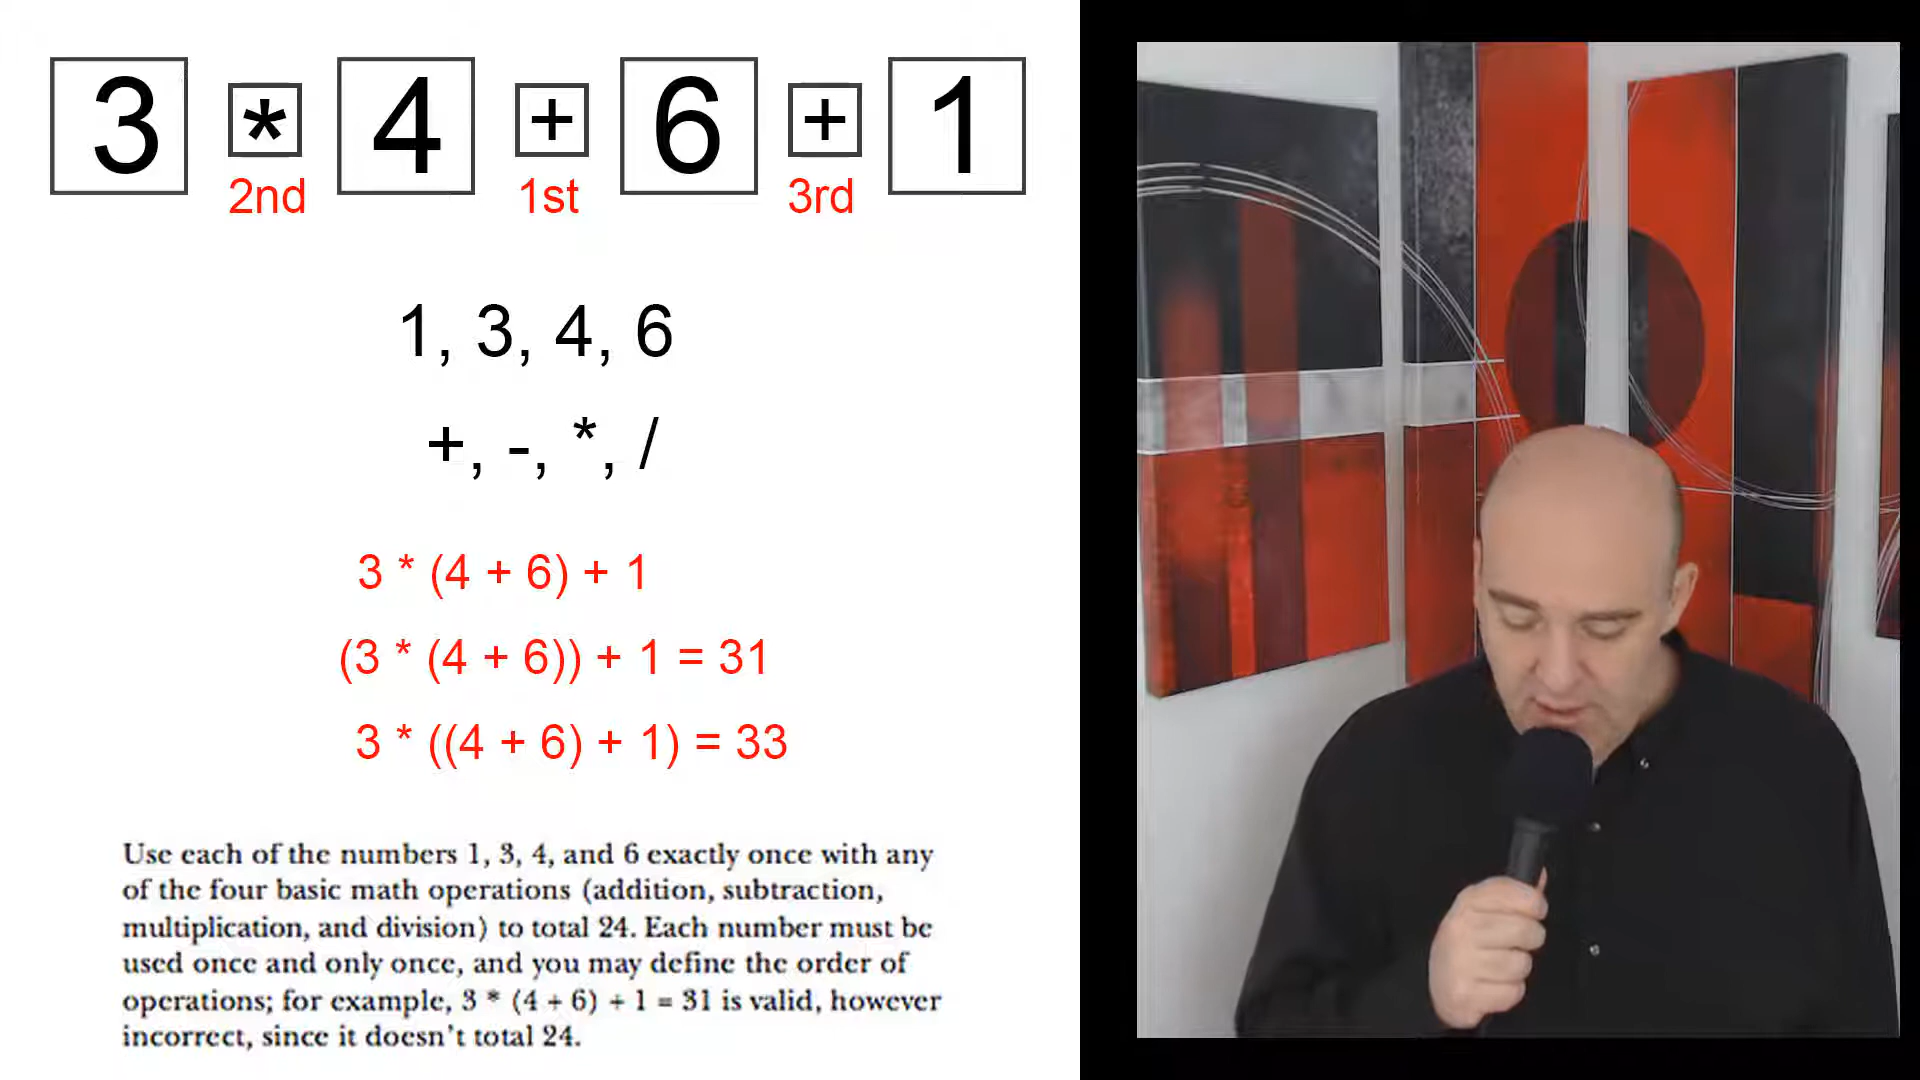 3 * 4 + 6 + 1
2nd 1st 3rd
1, 3, 4, 6
+, -, *, /
3 * (4 + 6) + 1
(3 * (4 + 6)) + 1 = 31
3 * ((4 + 6) + 1) = 33
Use each of the numbers 1, 3, 4, and 6 exactly once with any
of the four basic math operations (addition, subtraction,
multiplication, and division) to total 24. Each number must be
used once and only once, and you may define the order of
operations; for example, 3 * (4 + 6) + 1 = 31 is valid, however
incorrect, since it doesn't total 24.